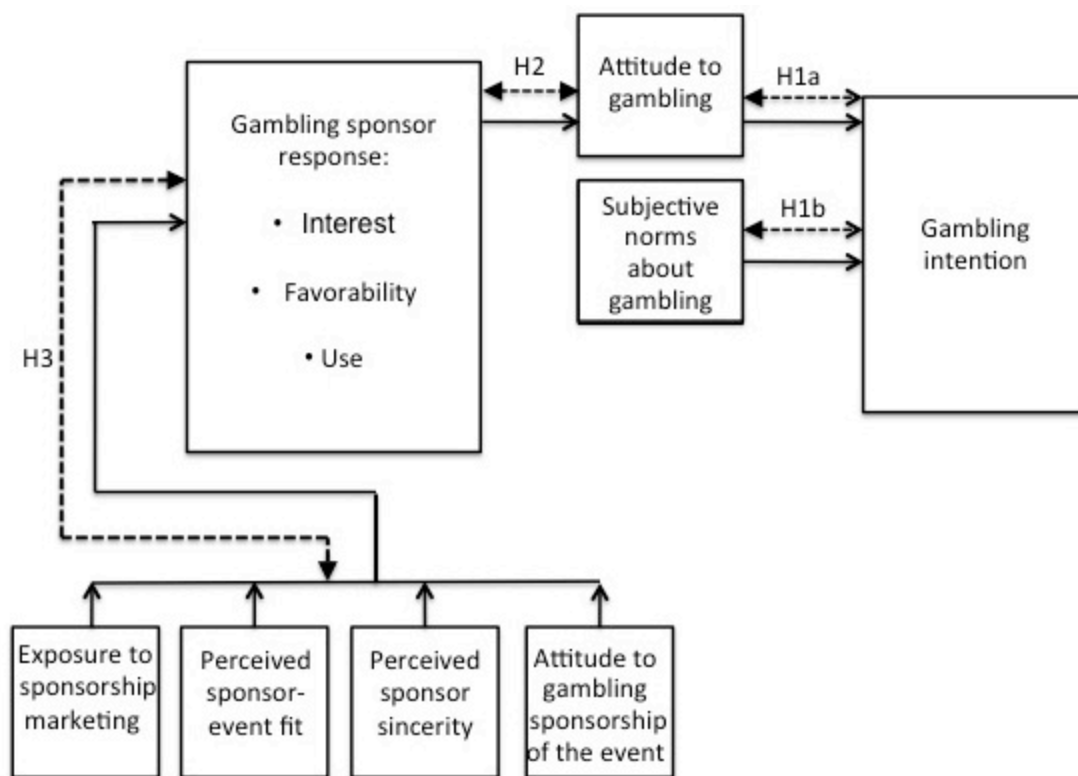 H2
Attitude to
gambling
H1a
Gambling sponsor
response:
• Interest
• Favorability
• Use
Subjective
norms
about
gambling
H1b
Gambling
intention
H3
Exposure to
sponsorship
marketing
Perceived
sponsor-
event fit
Perceived
sponsor
sincerity
Attitude to
gambling
sponsorship
of the event